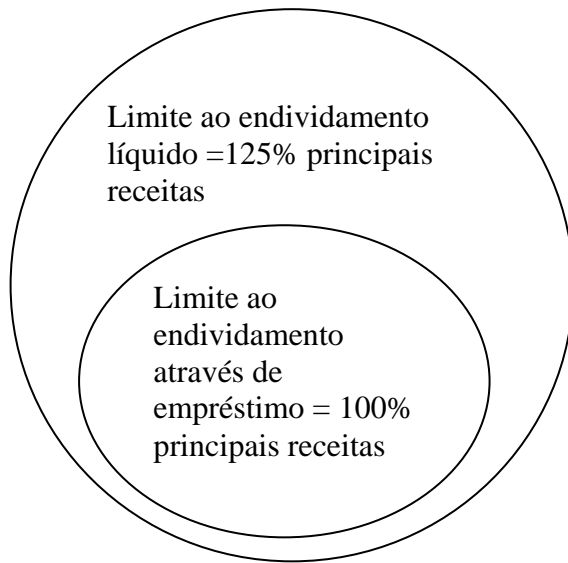 Limite ao endividamento
líquido =125% principais
receitas
Limite ao
endividamento
através de
empréstimo = 100%
principais receitas